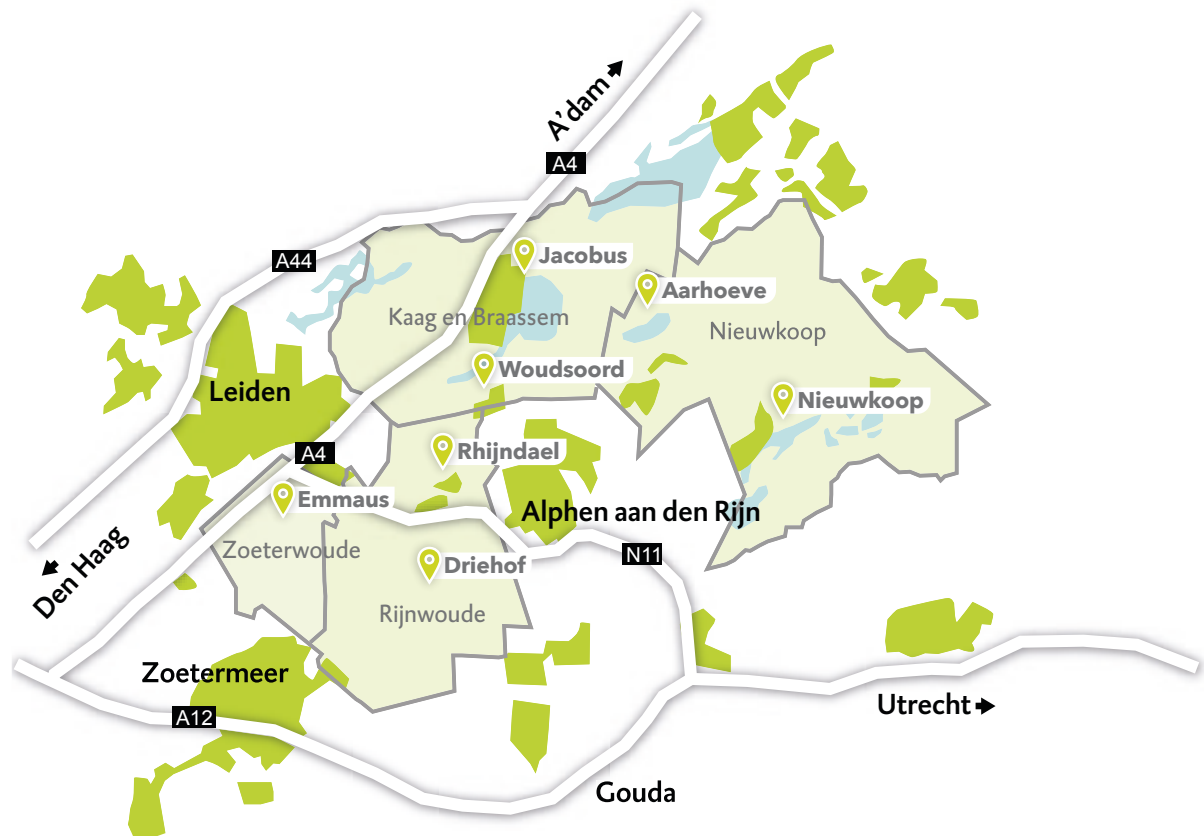 A'dam
A4
Jacobus
A44
Aarhoeve
Kaag en Braassem
Nieuwkoop
Woudsoord
Leiden
Nieuwkoop
Rhijndael
A4
Emmaus
Alphen aan den Rijn
Zoeterwoude
N11
Driehof
Den Haag
Rijnwoude
Zoetermeer
Utrecht
A12
Gouda